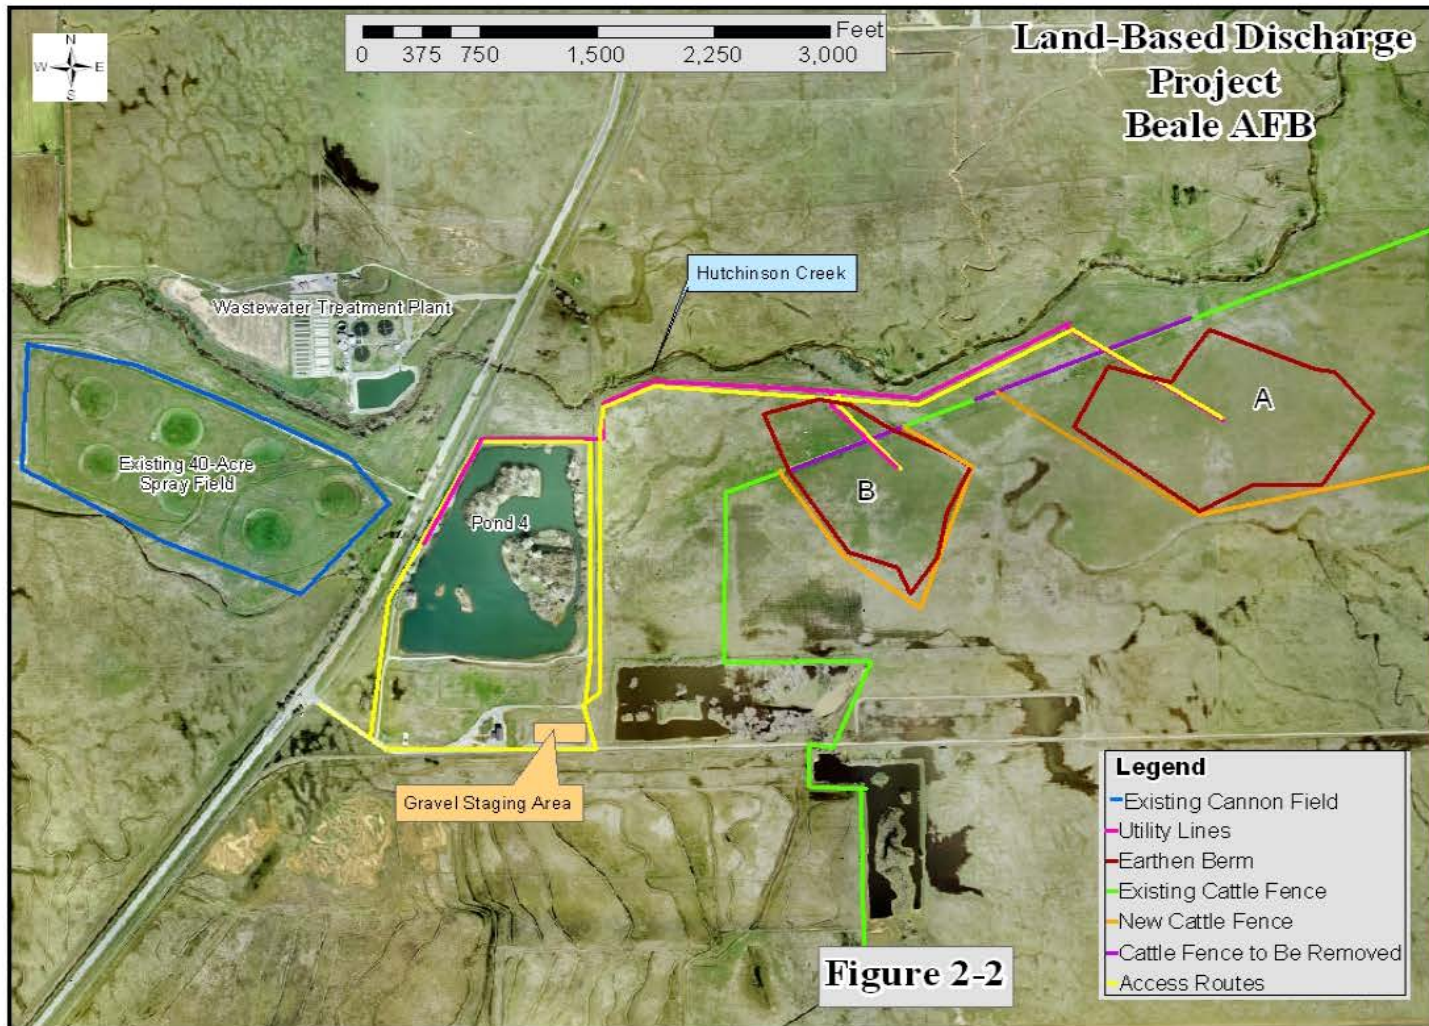 Land-Based Discharge
Project
Beale AFB
N
W E
S
Feet
0 375 750 1,500 2,250 3,000
Hutchinson Creek
Wastewater Treatment Plant
Existing 40-Acre
Spray Field
Pond 4
A
B
Gravel Staging Area
Legend
Existing Cannon Field
Utility Lines
Earthen Berm
Existing Cattle Fence
New Cattle Fence
Cattle Fence to Be Removed
Access Routes
Figure 2-2